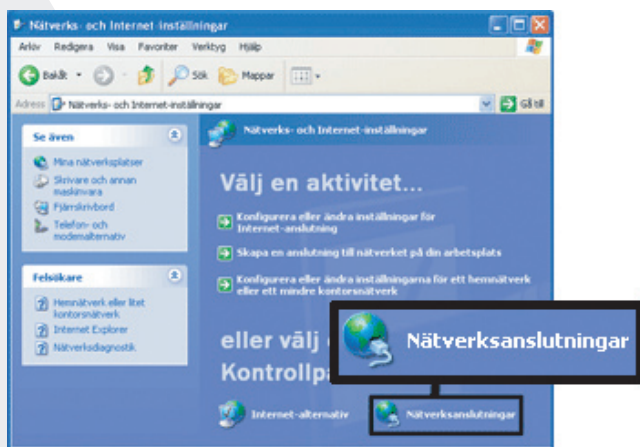 Nätverks- och Internet-inställningar
Arkiv Redigera Visa Favoriter Verktyg Hjälp
Bakåt Sök Mappar
Adress Nätverks- och Internet-inställningar Gå till
Se även
Mina nätverksplatser
Skrivare och annan
maskinvara
Fjärrskrivbord
Telefon- och
modemalternativ
Felsökare
Hemnätverk eller litet
kontorsnätverk
Internet Explorer
Nätverksdiagnostik
Nätverks- och Internet-inställningar
Välj en aktivitet...
Konfigurera eller ändra inställningar för
Internet-anslutning
Skapa en anslutning till nätverket på din arbetsplats
Konfigurera eller ändra inställningarna för ett hemnätverk
eller ett mindre kontorsnätverk
eller välj
Kontrollp
Nätverksanslutningar
Internet-alternativ
Nätverksanslutningar